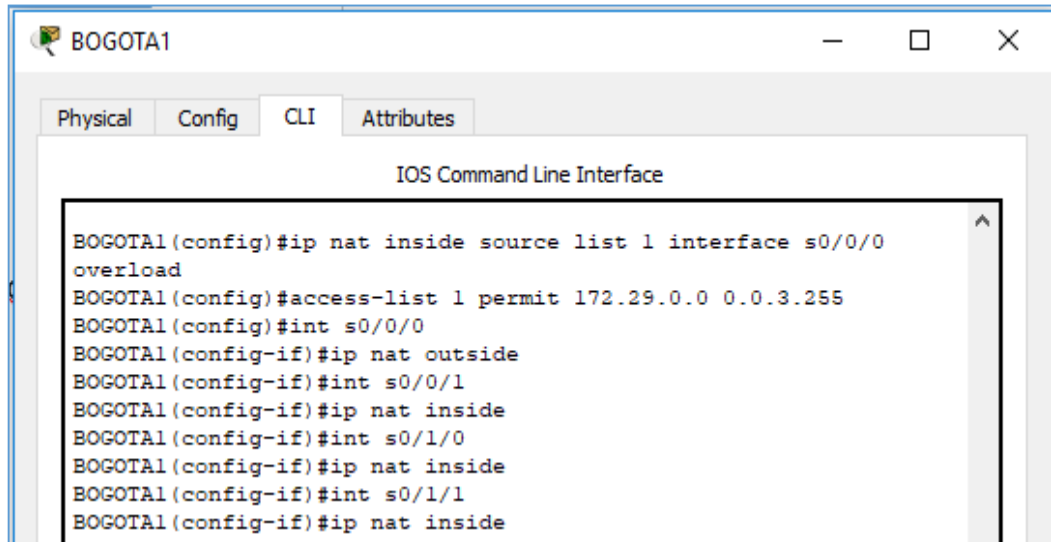 BOGOTA1
Physical Config CLI Attributes
IOS Command Line Interface
BOGOTA1(config)#ip nat inside source list 1 interface s0/0/0
overload
BOGOTA1(config)#access-list 1 permit 172.29.0.0 0.0.3.255
BOGOTA1(config)#int s0/0/0
BOGOTA1(config-if)#ip nat outside
BOGOTA1(config-if)#int s0/0/1
BOGOTA1(config-if)#ip nat inside
BOGOTA1(config-if)#int s0/1/0
BOGOTA1(config-if)#ip nat inside
BOGOTA1(config-if)#int s0/1/1
BOGOTA1(config-if)#ip nat inside